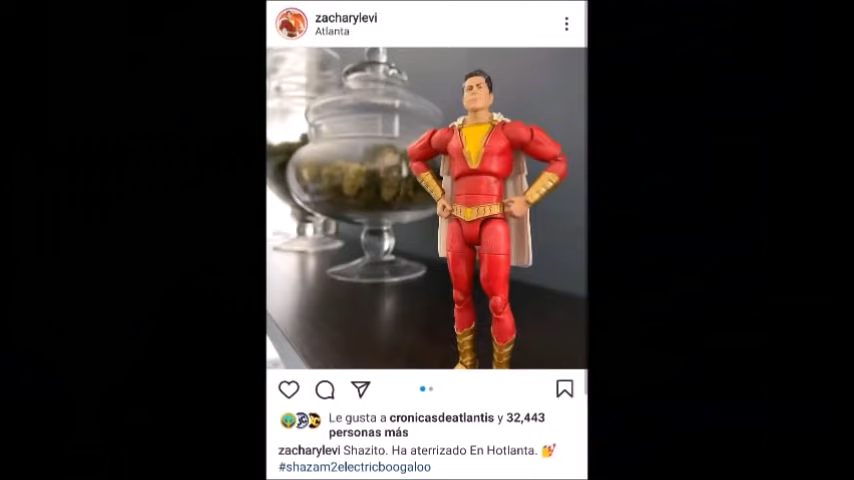 zacharylevi
Atlanta
Le gusta a cronicasdeatlantis y 32,443
personas más
zacharylevi Shazito. Ha aterrizado En Hotlanta. 💅
#shazam2electricboogaloo